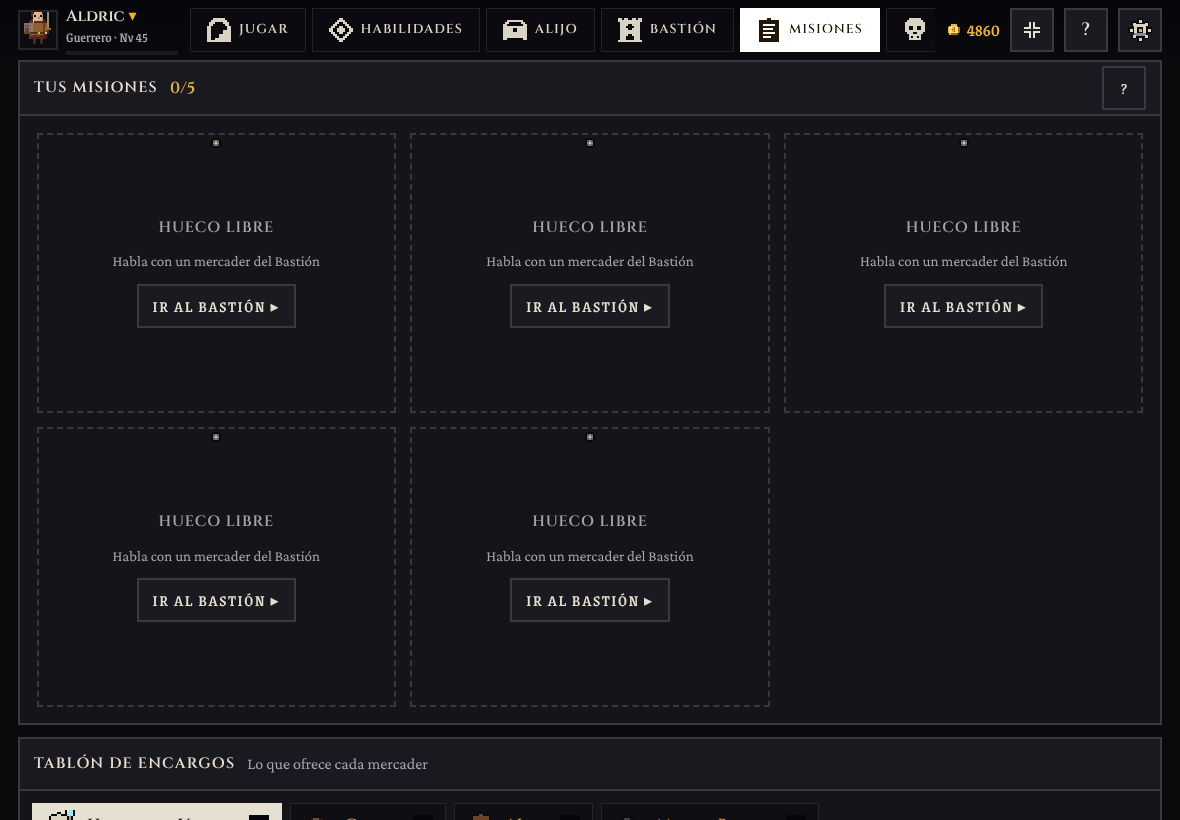 ALDRIC ▾
Guerrero · Nv 45
JUGAR
HABILIDADES
ALIJO
BASTIÓN
MISIONES
4860
?
TUS MISIONES 0/5
?
HUECO LIBRE
Habla con un mercader del Bastión
IR AL BASTIÓN ▸
HUECO LIBRE
Habla con un mercader del Bastión
IR AL BASTIÓN ▸
HUECO LIBRE
Habla con un mercader del Bastión
IR AL BASTIÓN ▸
HUECO LIBRE
Habla con un mercader del Bastión
IR AL BASTIÓN ▸
HUECO LIBRE
Habla con un mercader del Bastión
IR AL BASTIÓN ▸
TABLÓN DE ENCARGOS Lo que ofrece cada mercader